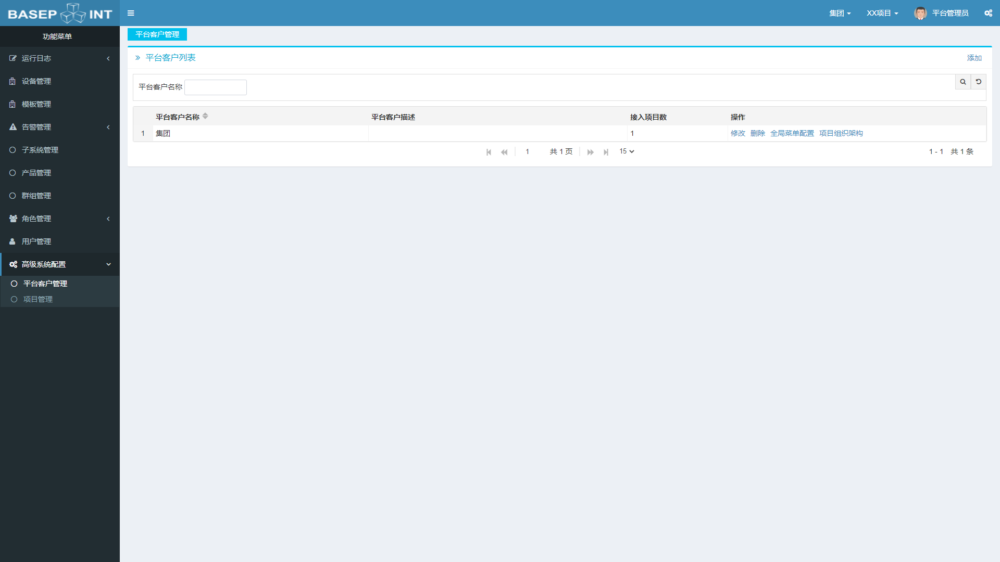 BASEP INT
集团
XX项目
平台管理员
功能菜单
运行日志
设备管理
模板管理
告警管理
子系统管理
产品管理
群组管理
角色管理
用户管理
高级系统配置
平台客户管理
项目管理
平台客户管理
平台客户列表
添加
平台客户名称
平台客户名称 平台客户描述 接入项目数 操作
1 集团 1 修改 删除 全局菜单配置 项目组织架构
1 共 1 页 15 1 - 1 共 1 条